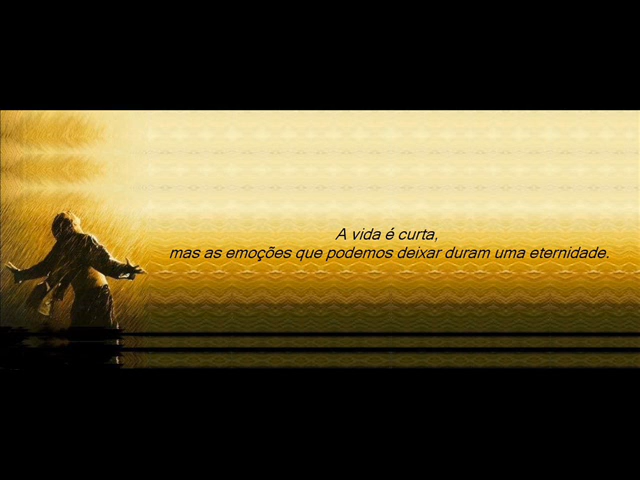 A vida é curta,
mas as emoções que podemos deixar duram uma eternidade.